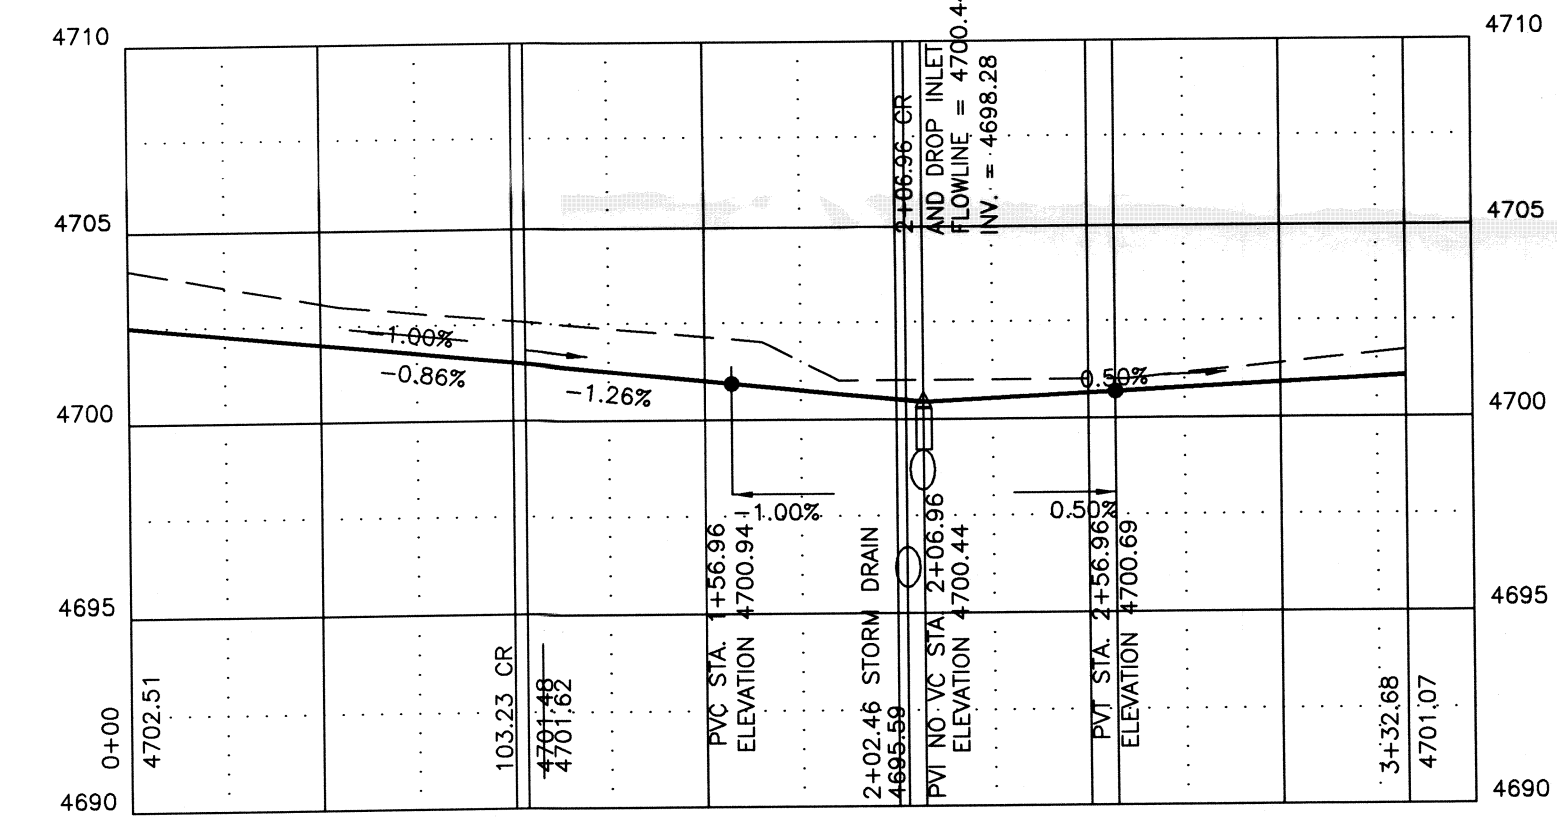 4710
4705
4700
4695
4690
4710
4705
4700
4695
4690
2+06.96 CR
AND DROP INLET
FLOWLINE = 4700.44
INV. = 4698.28
-1.00%
-0.86%
-1.26%
0.50%
-1.00%
0.50%
0+00
4702.51
103.23 CR
4701.48
4701.62
PVC STA. 1+56.96
ELEVATION 4700.94
2+02.46 STORM DRAIN
4695.59
PVI NO VC STA. 2+06.96
ELEVATION 4700.44
PVT STA. 2+56.96
ELEVATION 4700.69
3+32.68
4701.07